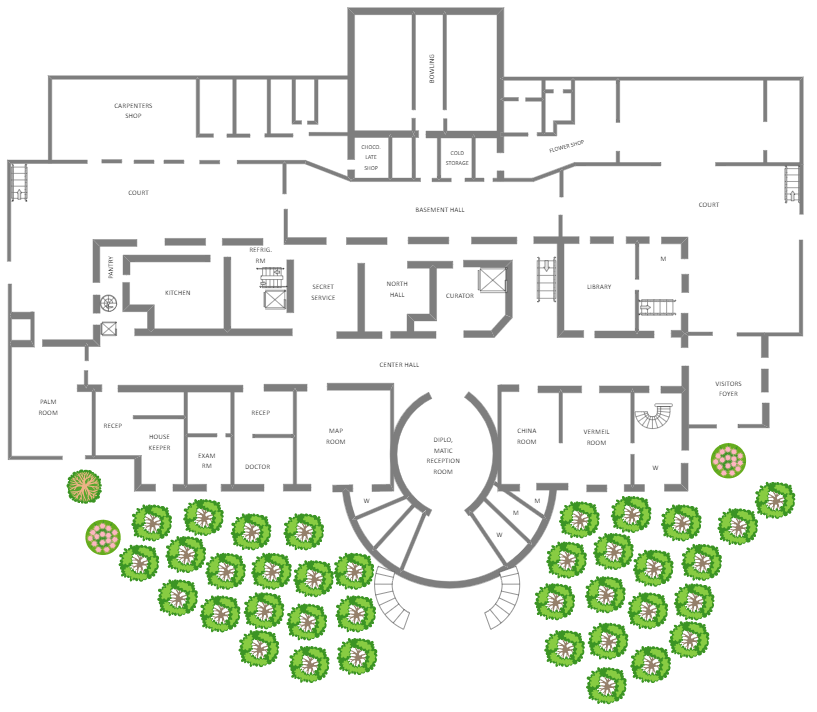 BOWLING
CARPENTERS
SHOP
CHOCO,
LATE
SHOP
COLD
STORAGE
FLOWER SHOP
COURT
BASEMENT HALL
COURT
REFRIG.
RM
PANTRY
KITCHEN
SECRET
SERVICE
NORTH
HALL
CURATOR
LIBRARY
M
CENTER HALL
VISITORS
FOYER
PALM
ROOM
RECEP
HOUSE
KEEPER
EXAM
RM
RECEP
DOCTOR
MAP
ROOM
DIPLO,
MATIC
RECEPTION
ROOM
CHINA
ROOM
VERMEIL
ROOM
W
W
M
M
W